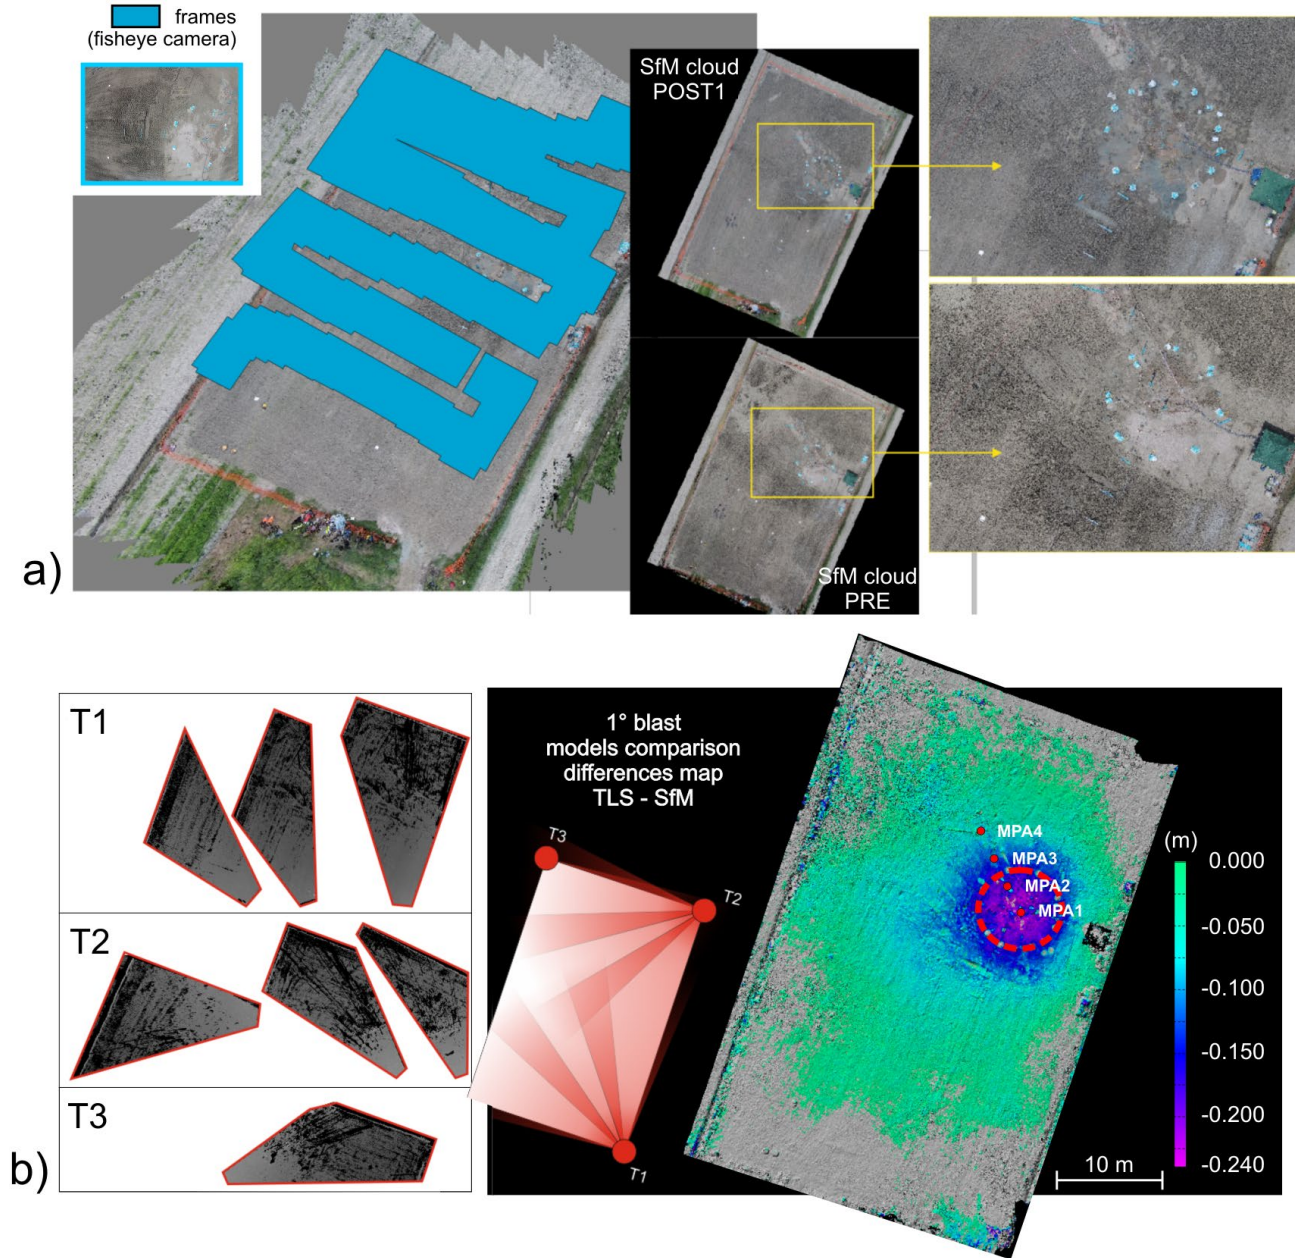 frames
(fisheye camera)
SfM cloud
POST1
SfM cloud
PRE
a)
T1
T2
T3
b)
1° blast
models comparison
differences map
TLS - SfM
T3
T2
T1
MPA4
MPA3
MPA2
MPA1
(m)
0.000
-0.050
-0.100
-0.150
-0.200
-0.240
10 m